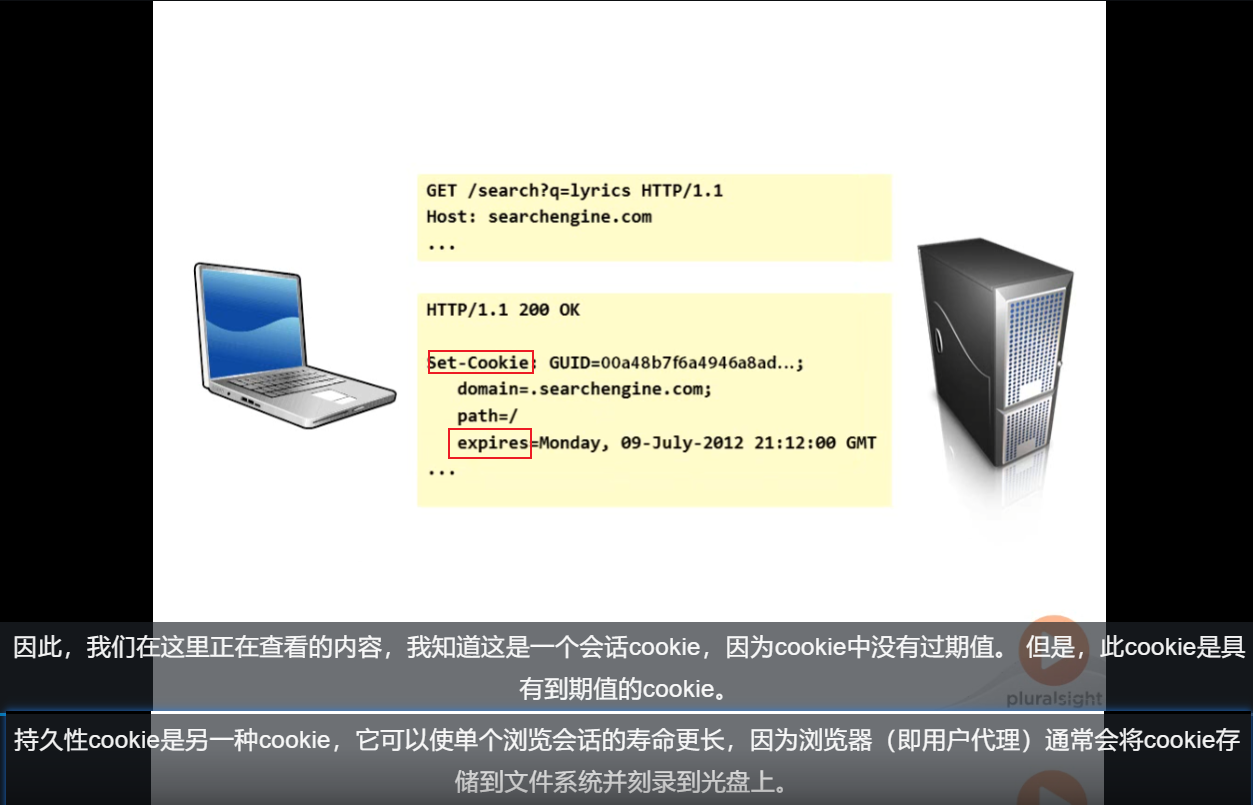 GET /search?q=lyrics HTTP/1.1
Host: searchengine.com
...
HTTP/1.1 200 OK
Set-Cookie: GUID=00a48b7f6a4946a8ad...;
domain=.searchengine.com;
path=/
expires=Monday, 09-July-2012 21:12:00 GMT
...
因此，我们在这里正在查看的内容，我知道这是一个会话cookie，因为cookie中没有过期值。 但是，此cookie是具
有到期值的cookie。
pluralsight
持久性cookie是另一种cookie，它可以使单个浏览会话的寿命更长，因为浏览器（即用户代理）通常会将cookie存
储到文件系统并刻录到光盘上。